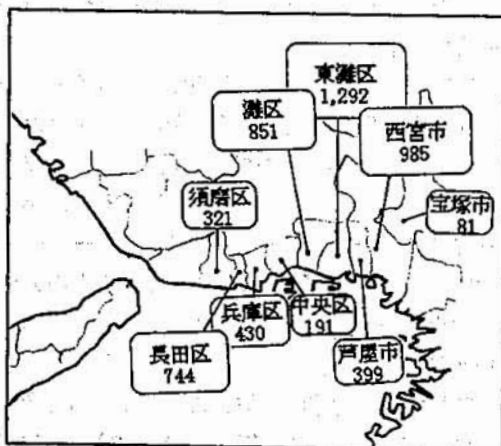 東灘区
1,292
灘区
851
西宮市
985
須磨区
321
宝塚市
81
兵庫区
430
中央区
191
長田区
744
芦屋市
399